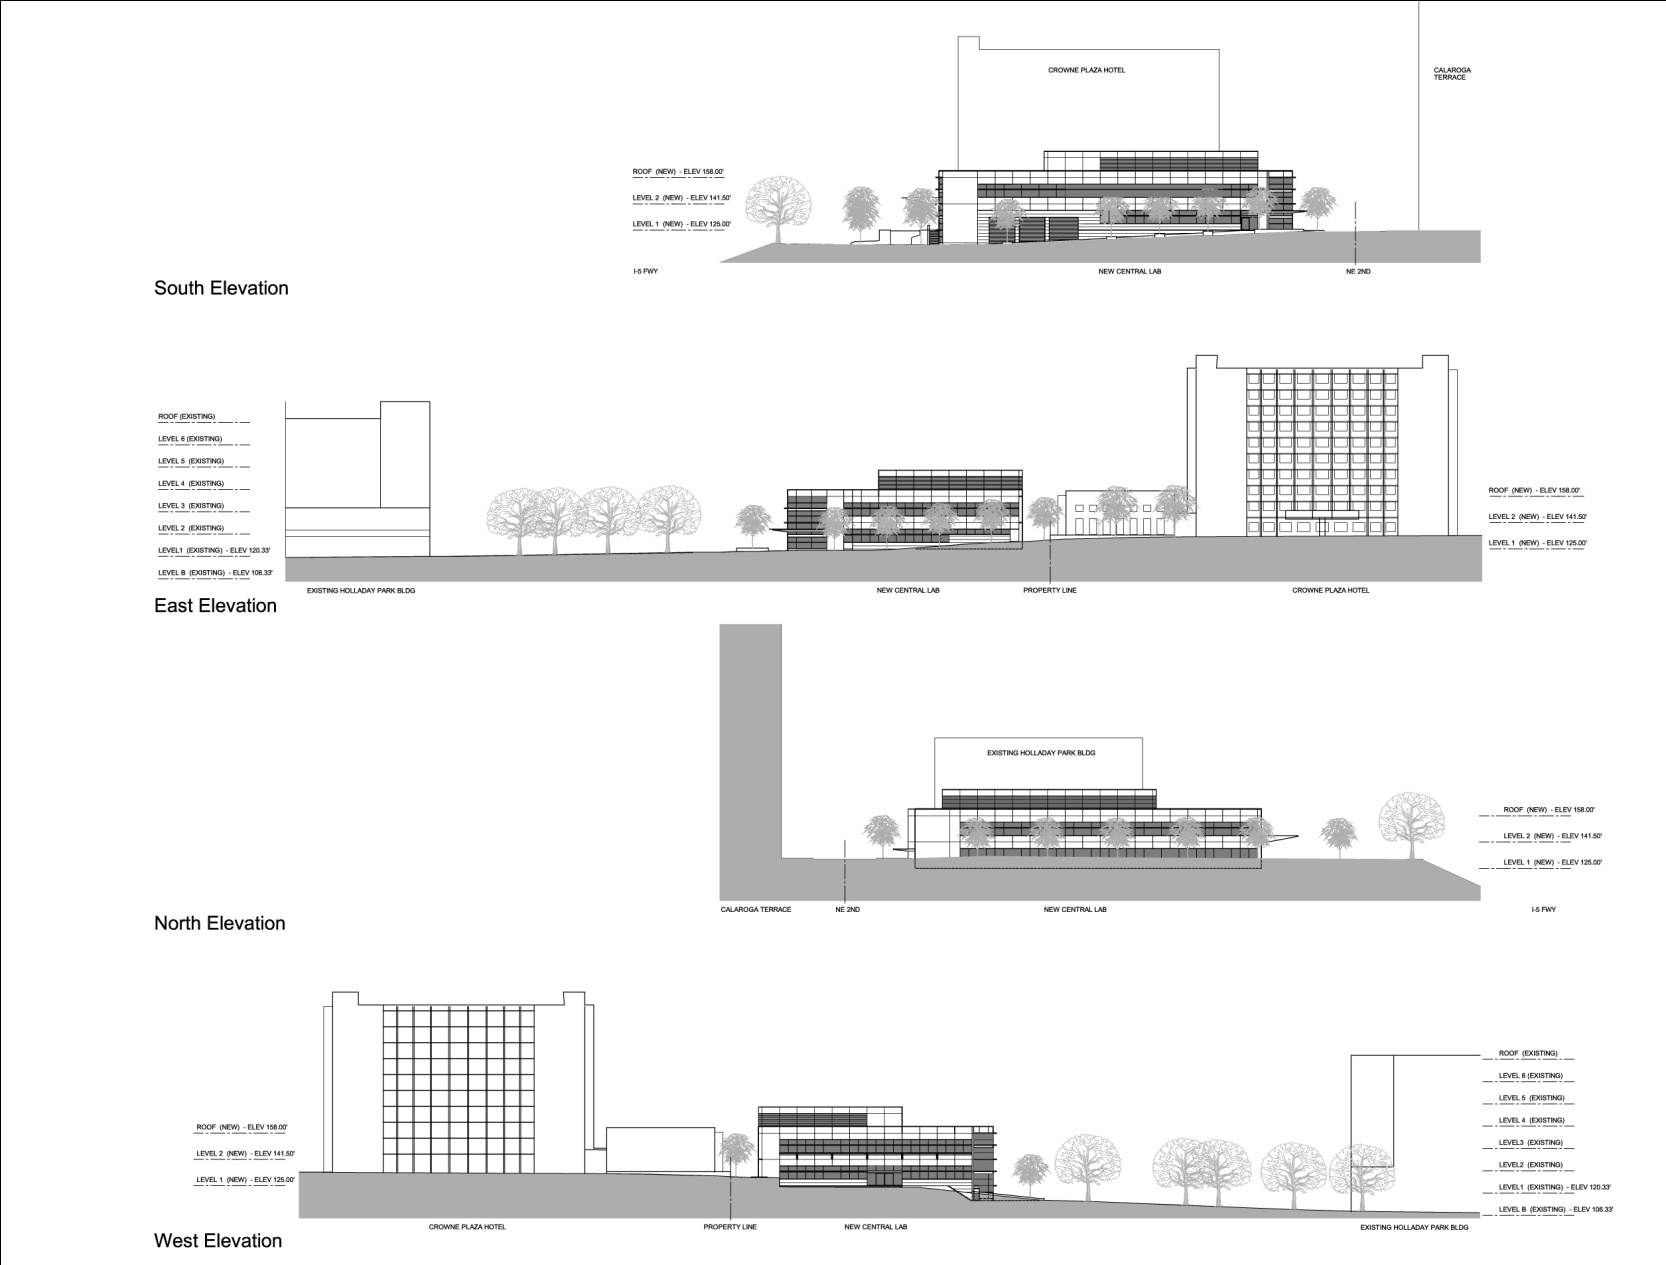 CROWNE PLAZA HOTEL
CALAROGA
TERRACE
ROOF (NEW) - ELEV 158.00'
LEVEL 2 (NEW) - ELEV 141.50'
LEVEL 1 (NEW) - ELEV 125.00'
I-5 FWY
NEW CENTRAL LAB
NE 2ND
South Elevation
ROOF (EXISTING)
LEVEL 6 (EXISTING)
LEVEL 5 (EXISTING)
LEVEL 4 (EXISTING)
LEVEL 3 (EXISTING)
LEVEL 2 (EXISTING)
LEVEL1 (EXISTING) - ELEV 120.33'
LEVEL B (EXISTING) - ELEV 106.33'
ROOF (NEW) - ELEV 158.00'
LEVEL 2 (NEW) - ELEV 141.50'
LEVEL 1 (NEW) - ELEV 125.00'
EXISTING HOLLADAY PARK BLDG
NEW CENTRAL LAB
PROPERTY LINE
CROWNE PLAZA HOTEL
East Elevation
EXISTING HOLLADAY PARK BLDG
ROOF (NEW) - ELEV 158.00'
LEVEL 2 (NEW) - ELEV 141.50'
LEVEL 1 (NEW) - ELEV 125.00'
CALAROGA TERRACE
NE 2ND
NEW CENTRAL LAB
I-5 FWY
North Elevation
ROOF (NEW) - ELEV 158.00'
LEVEL 2 (NEW) - ELEV 141.50'
LEVEL 1 (NEW) - ELEV 125.00'
ROOF (EXISTING)
LEVEL 6 (EXISTING)
LEVEL 5 (EXISTING)
LEVEL 4 (EXISTING)
LEVEL3 (EXISTING)
LEVEL2 (EXISTING)
LEVEL1 (EXISTING) - ELEV 120.33'
LEVEL B (EXISTING) - ELEV 106.33'
CROWNE PLAZA HOTEL
PROPERTY LINE
NEW CENTRAL LAB
EXISTING HOLLADAY PARK BLDG
West Elevation